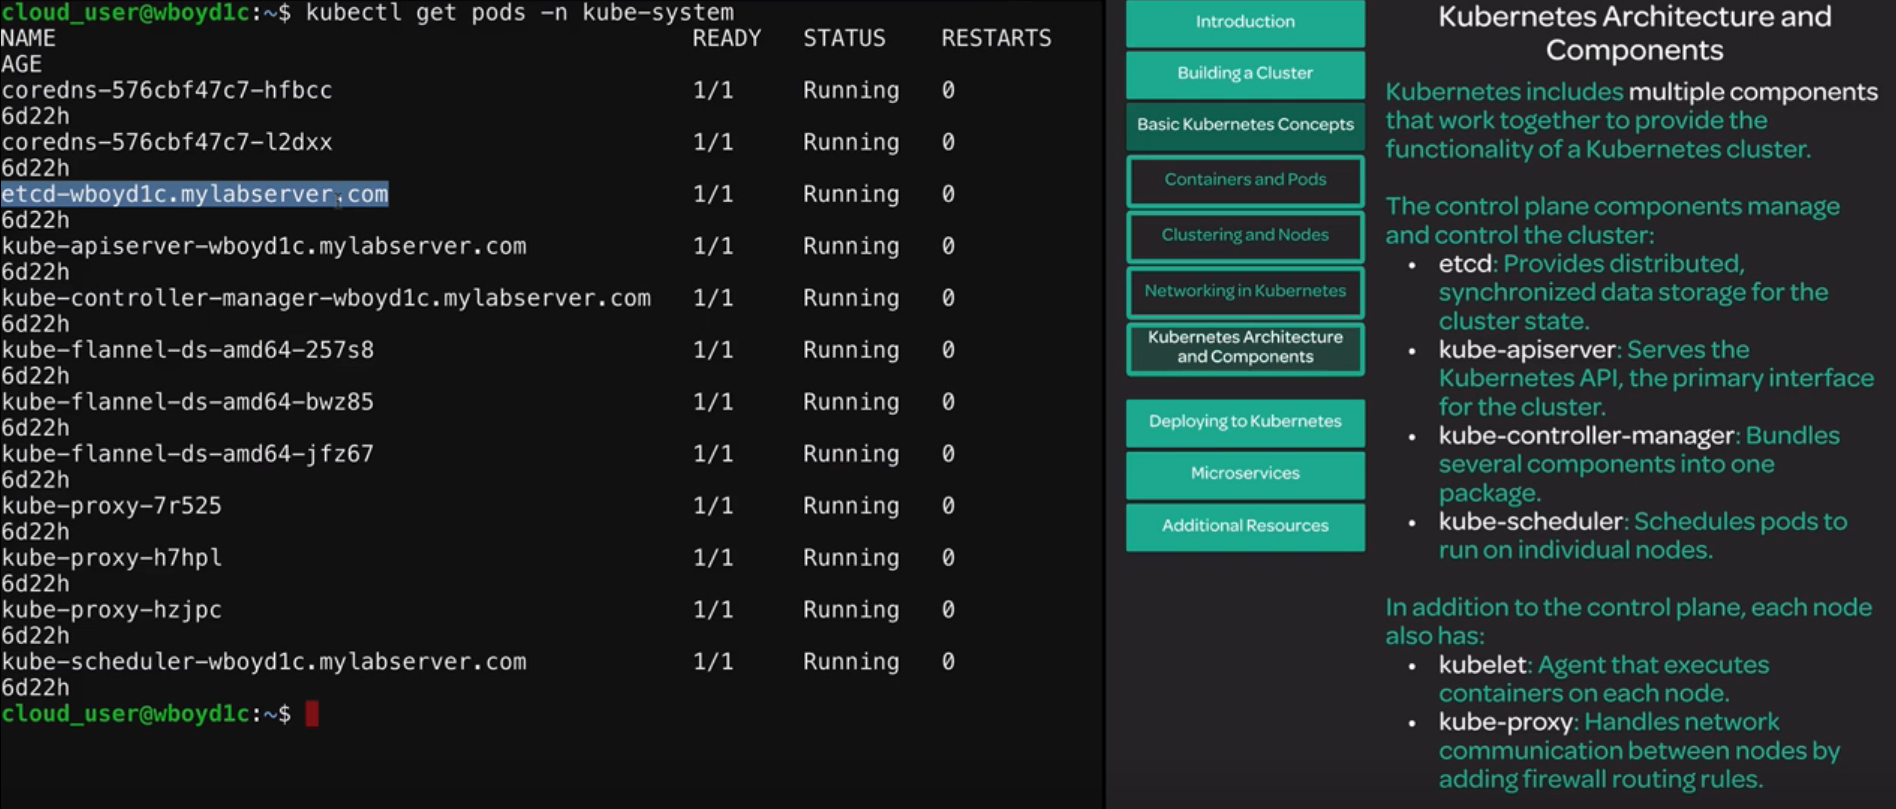 cloud_user@wboyd1c:~$ kubectl get pods -n kube-system
NAME READY STATUS RESTARTS
AGE
coredns-576cbf47c7-hfbcc 1/1 Running 0
6d22h
coredns-576cbf47c7-l2dxx 1/1 Running 0
6d22h
etcd-wboyd1c.mylabserver.com 1/1 Running 0
6d22h
kube-apiserver-wboyd1c.mylabserver.com 1/1 Running 0
6d22h
kube-controller-manager-wboyd1c.mylabserver.com 1/1 Running 0
6d22h
kube-flannel-ds-amd64-257s8 1/1 Running 0
6d22h
kube-flannel-ds-amd64-bwz85 1/1 Running 0
6d22h
kube-flannel-ds-amd64-jfz67 1/1 Running 0
6d22h
kube-proxy-7r525 1/1 Running 0
6d22h
kube-proxy-h7hpl 1/1 Running 0
6d22h
kube-proxy-hzjpc 1/1 Running 0
6d22h
kube-scheduler-wboyd1c.mylabserver.com 1/1 Running 0
6d22h
cloud_user@wboyd1c:~$
Introduction
Building a Cluster
Basic Kubernetes Concepts
Containers and Pods
Clustering and Nodes
Networking in Kubernetes
Kubernetes Architecture
and Components
Deploying to Kubernetes
Microservices
Additional Resources
Kubernetes Architecture and
Components
Kubernetes includes multiple components
that work together to provide the
functionality of a Kubernetes cluster.
The control plane components manage
and control the cluster:
• etcd: Provides distributed,
synchronized data storage for the
cluster state.
• kube-apiserver: Serves the
Kubernetes API, the primary interface
for the cluster.
• kube-controller-manager: Bundles
several components into one
package.
• kube-scheduler: Schedules pods to
run on individual nodes.
In addition to the control plane, each node
also has:
• kubelet: Agent that executes
containers on each node.
• kube-proxy: Handles network
communication between nodes by
adding firewall routing rules.